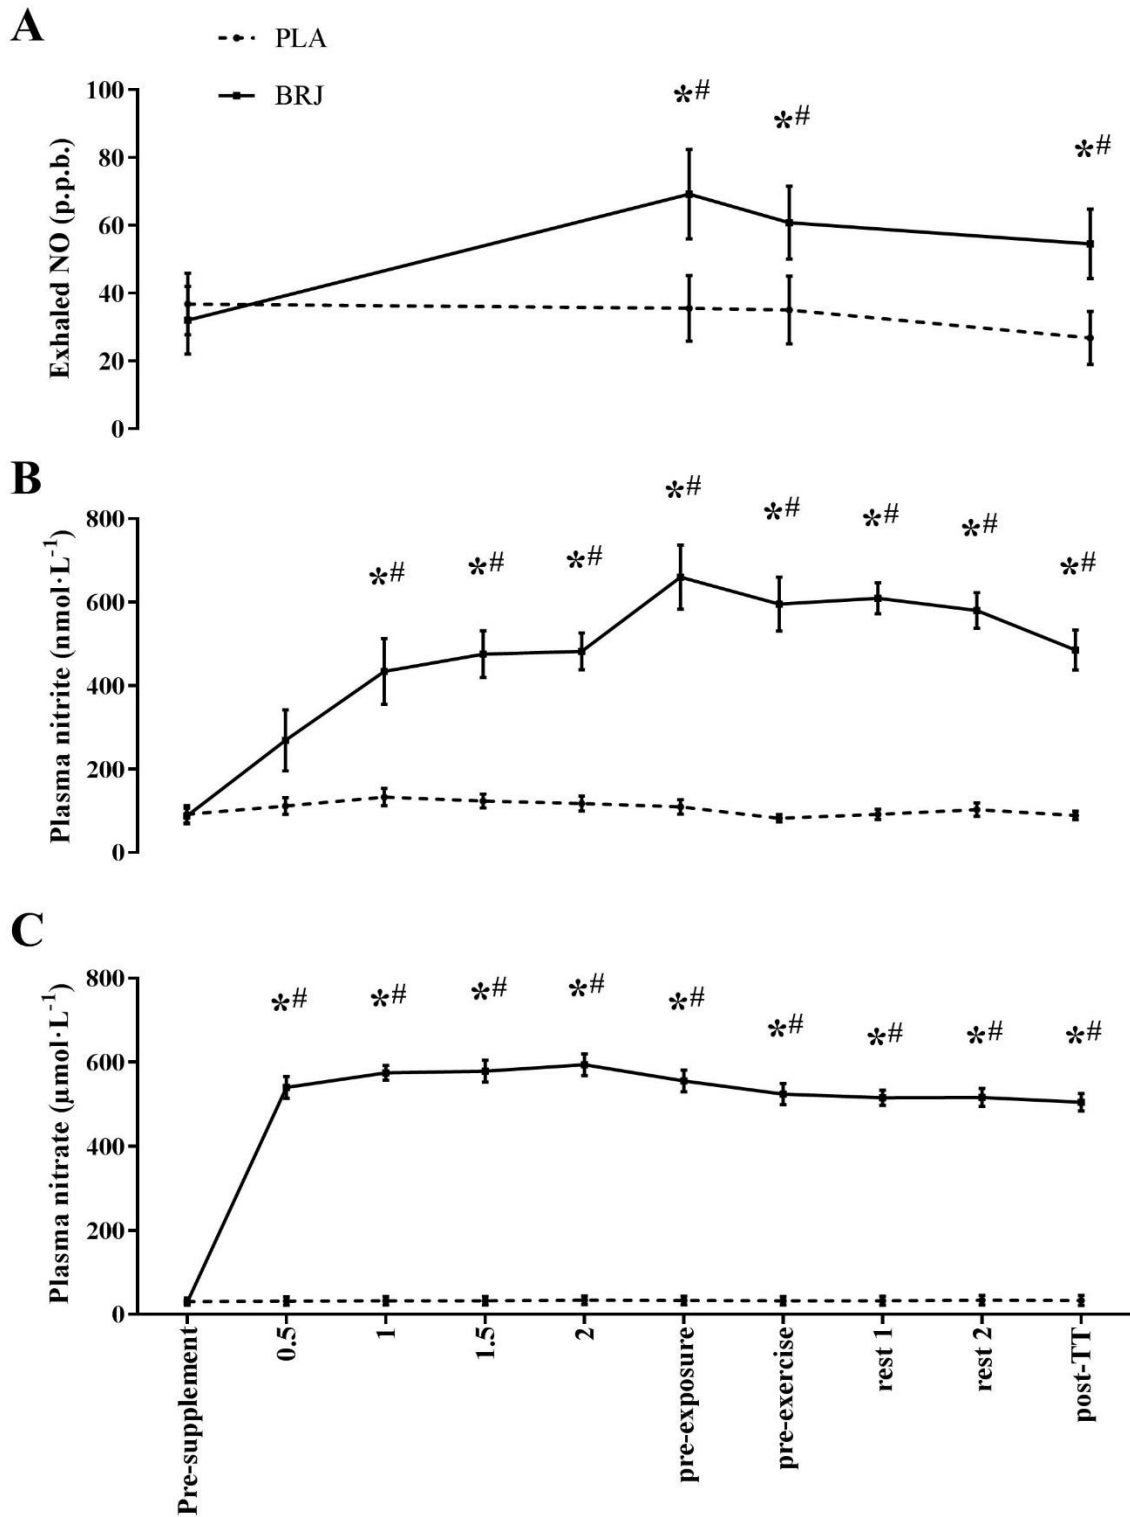 A
PLA
BRJ
Exhaled NO (p.p.b.)
100
80
60
40
20
0
*# *# *#
B
Plasma nitrite (nmol·L⁻¹)
800
600
400
200
0
*# *# *# *# *# *# *# *#
C
Plasma nitrate (µmol·L⁻¹)
800
600
400
200
0
*# *# *# *# *# *# *# *# *#
Pre-supplement
0.5
1
1.5
2
pre-exposure
pre-exercise
rest 1
rest 2
post-TT